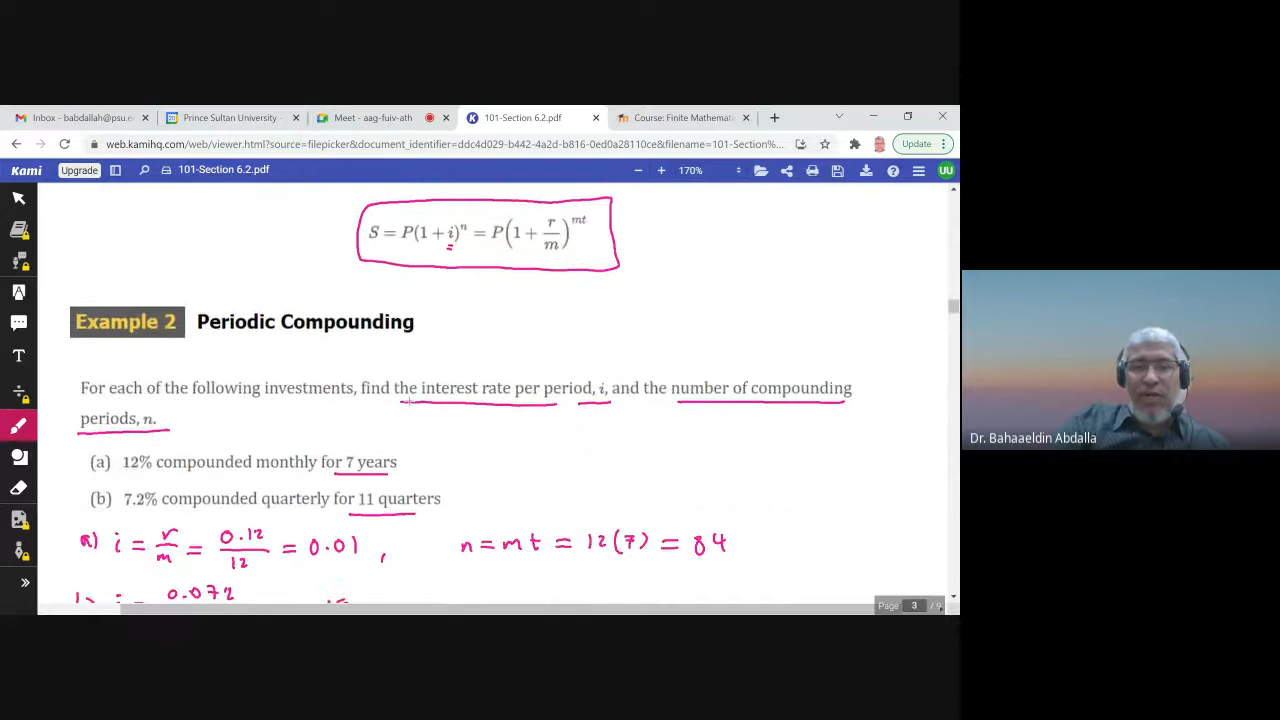 Inbox - babdallah@psu.e
Prince Sultan University -
Meet - aag-fuiv-ath
101-Section 6.2.pdf
Course: Finite Mathemati
web.kamihq.com/web/viewer.html?source=filepicker&document_identifier=ddc4d029-b442-4a2d-b816-0ed0a28110ce&filename=101-Section%...
Update
Kami
Upgrade
101-Section 6.2.pdf
170%
UU
S = P(1 + i)^n = P(1 + r/m)^mt
Example 2 Periodic Compounding
For each of the following investments, find the interest rate per period, i, and the number of compounding
periods, n.
(a) 12% compounded monthly for 7 years
(b) 7.2% compounded quarterly for 11 quarters
a) i = r/m = 0.12/12 = 0.01 , n = mt = 12(7) = 84
0.072
Page 3 / 9
Dr. Bahaaeldin Abdalla